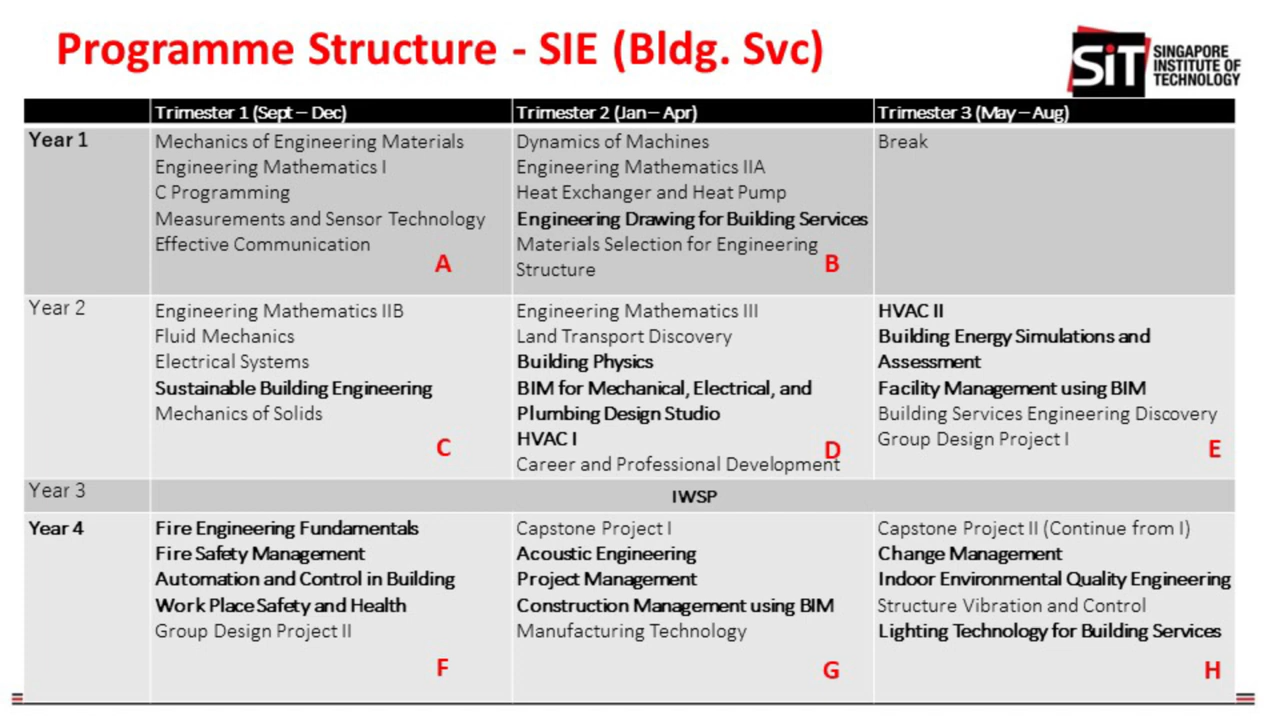 Programme Structure - SIE (Bldg. Svc)
SiT SINGAPORE
INSTITUTE OF
TECHNOLOGY
Trimester 1 (Sept – Dec)
Trimester 2 (Jan – Apr)
Trimester 3 (May – Aug)
Year 1
Mechanics of Engineering Materials
Engineering Mathematics I
C Programming
Measurements and Sensor Technology
Effective Communication
A
Dynamics of Machines
Engineering Mathematics IIA
Heat Exchanger and Heat Pump
Engineering Drawing for Building Services
Materials Selection for Engineering
Structure
B
Break
Year 2
Engineering Mathematics IIB
Fluid Mechanics
Electrical Systems
Sustainable Building Engineering
Mechanics of Solids
C
Engineering Mathematics III
Land Transport Discovery
Building Physics
BIM for Mechanical, Electrical, and
Plumbing Design Studio
HVAC I
Career and Professional Development
D
HVAC II
Building Energy Simulations and
Assessment
Facility Management using BIM
Building Services Engineering Discovery
Group Design Project I
E
Year 3
IWSP
Year 4
Fire Engineering Fundamentals
Fire Safety Management
Automation and Control in Building
Work Place Safety and Health
Group Design Project II
F
Capstone Project I
Acoustic Engineering
Project Management
Construction Management using BIM
Manufacturing Technology
G
Capstone Project II (Continue from I)
Change Management
Indoor Environmental Quality Engineering
Structure Vibration and Control
Lighting Technology for Building Services
H